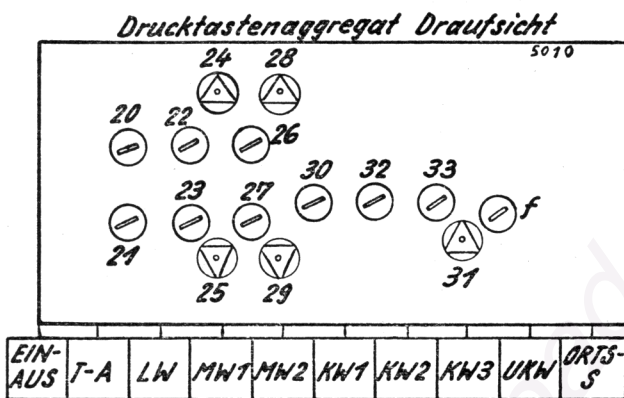 Drucktastenaggregat Draufsicht
5010
24 28
20 22 26
30 32 33
23 27 f
21 25 29 31
EIN-AUS T-A LW MW1 MW2 KW1 KW2 KW3 UKW ORTS-S